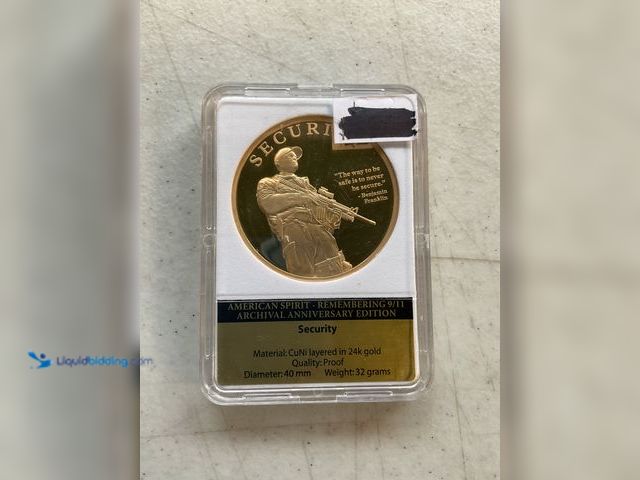 SECURI
"The way to be
safe is to never
be secure."
- Benjamin
Franklin
AMERICAN SPIRIT - REMEMBERING 9/11
ARCHIVAL ANNIVERSARY EDITION
Security
Material: CuNi layered in 24k gold
Quality: Proof
Diameter: 40 mm Weight: 32 grams
Liquidbidding.com